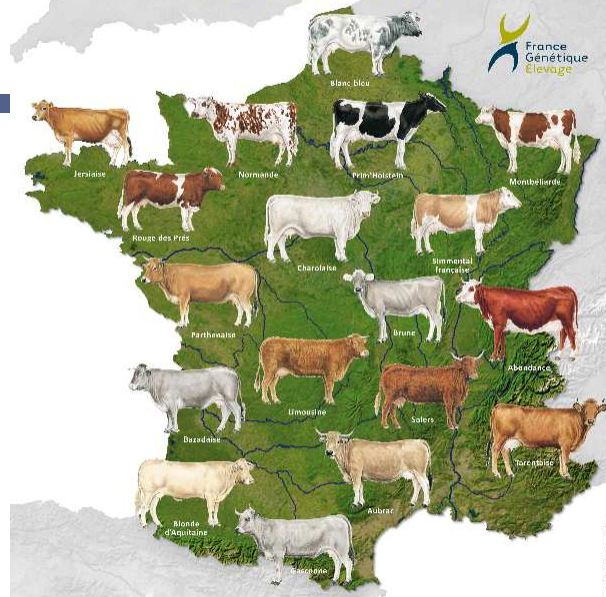 France
Génétique
Elevage
Blanc bleu
Jersiaise
Normande
Prim'Holstein
Montbéliarde
Rouge des Prés
Charolaise
Simmental
française
Parthenaise
Brune
Abondance
Limousine
Salers
Bazadaise
Tarentaise
Aubrac
Blonde
d'Aquitaine
Gasconne